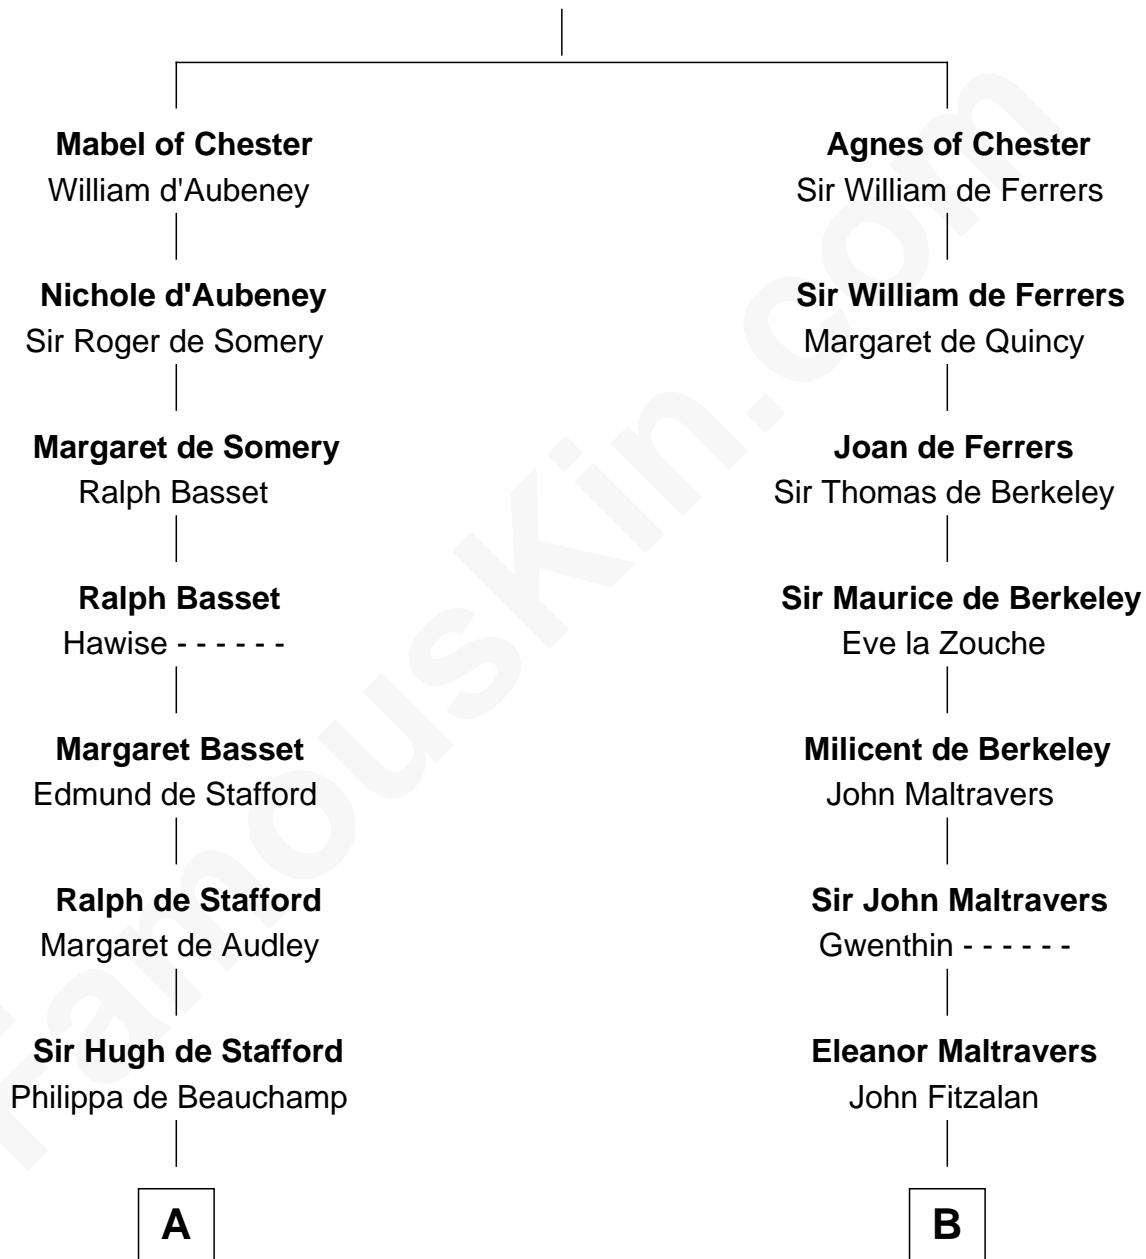 Mabel of Chester
William d'Aubeney
Nichole d'Aubeney
Sir Roger de Somery
Margaret de Somery
Ralph Basset
Ralph Basset
Hawise - - - - - -
Margaret Basset
Edmund de Stafford
Ralph de Stafford
Margaret de Audley
Sir Hugh de Stafford
Philippa de Beauchamp
A
Agnes of Chester
Sir William de Ferrers
Sir William de Ferrers
Margaret de Quincy
Joan de Ferrers
Sir Thomas de Berkeley
Sir Maurice de Berkeley
Eve la Zouche
Milicent de Berkeley
John Maltravers
Sir John Maltravers
Gwenthin - - - - - -
Eleanor Maltravers
John Fitzalan
B
FamousKin.com